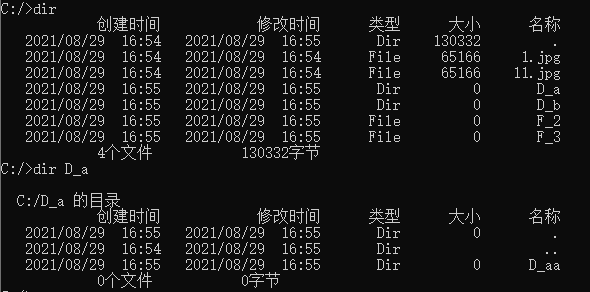 C:/>dir
创建时间 修改时间 类型 大小 名称
2021/08/29 16:54 2021/08/29 16:55 Dir 130332 .
2021/08/29 16:54 2021/08/29 16:54 File 65166 1.jpg
2021/08/29 16:54 2021/08/29 16:54 File 65166 11.jpg
2021/08/29 16:55 2021/08/29 16:55 Dir 0 D_a
2021/08/29 16:55 2021/08/29 16:55 Dir 0 D_b
2021/08/29 16:55 2021/08/29 16:55 File 0 F_2
2021/08/29 16:55 2021/08/29 16:55 File 0 F_3
4个文件 130332字节
C:/>dir D_a
C:/D_a 的目录
创建时间 修改时间 类型 大小 名称
2021/08/29 16:55 2021/08/29 16:55 Dir 0 .
2021/08/29 16:54 2021/08/29 16:55 Dir ..
2021/08/29 16:55 2021/08/29 16:55 Dir 0 D_aa
0个文件 0字节